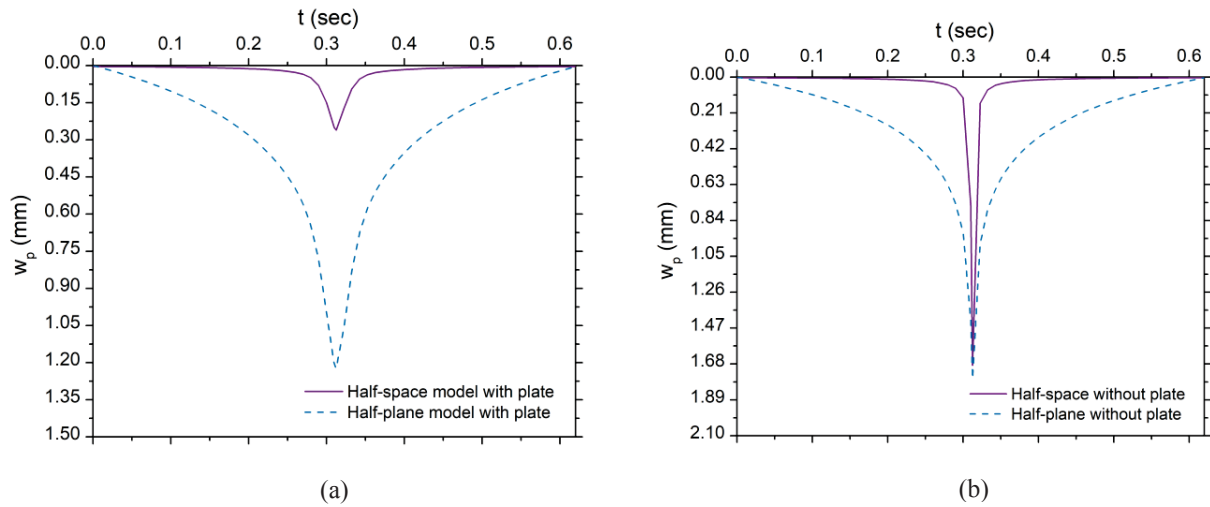 t (sec)
0.0 0.1 0.2 0.3 0.4 0.5 0.6
0.00
0.15
0.30
0.45
0.60
0.75
0.90
1.05
1.20
1.35
1.50
w_p (mm)
Half-space model with plate
Half-plane model with plate
(a)
t (sec)
0.0 0.1 0.2 0.3 0.4 0.5 0.6
0.00
0.21
0.42
0.63
0.84
1.05
1.26
1.47
1.68
1.89
2.10
w_p (mm)
Half-space without plate
Half-plane without plate
(b)